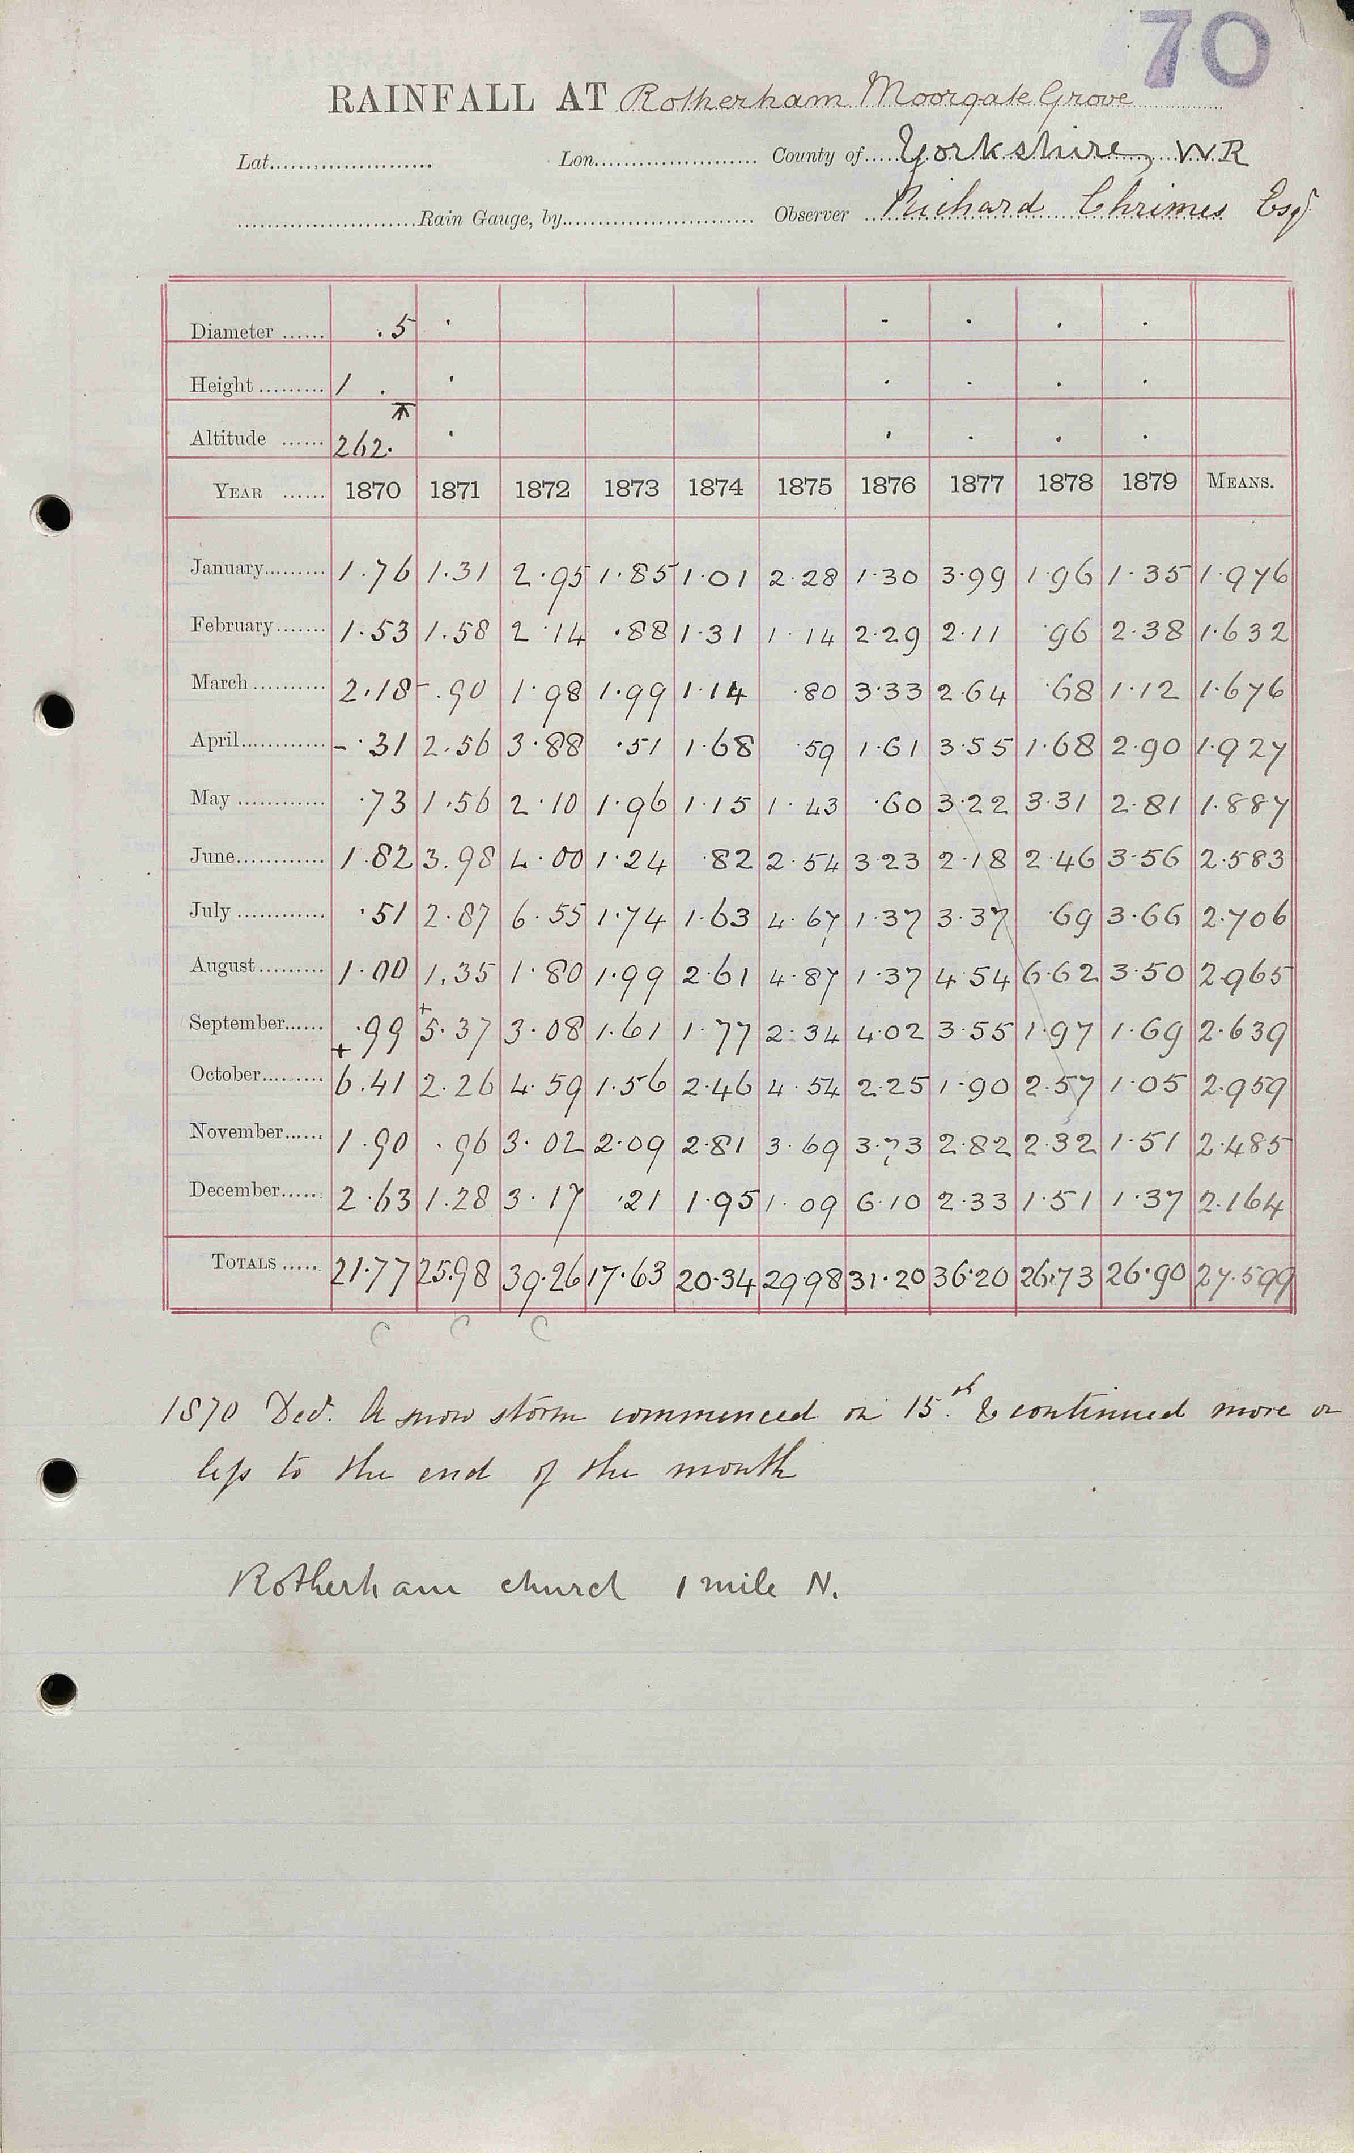 70
RAINFALL AT Rotherham Moorgate Grove
Lat...................... Lon...................... County of.....Yorkshire, WR
........................Rain Gauge, by......................... Observer ...Richard Chrimes Esqr
Diameter ...... .5 . . . . .
Height ......... 1 . . . . . .
Altitude ...... 262. . . . . .
YEAR ...... 1870 1871 1872 1873 1874 1875 1876 1877 1878 1879 MEANS.
January......... 1.76 1.31 2.95 1.85 1.01 2.28 1.30 3.99 1.96 1.35 1.976
February....... 1.53 1.58 2.14 .88 1.31 1.14 2.29 2.11 .96 2.38 1.632
March.......... 2.18 .90 1.98 1.99 1.14 .80 3.33 2.64 .68 1.12 1.676
April............ - .31 2.56 3.88 .51 1.68 .59 1.61 3.55 1.68 2.90 1.927
May ............ .73 1.56 2.10 1.96 1.15 1.43 .60 3.22 3.31 2.81 1.887
June............ 1.82 3.98 4.00 1.24 .82 2.54 3.23 2.18 2.46 3.56 2.583
July ............ .51 2.87 6.55 1.74 1.63 4.67 1.37 3.37 .69 3.66 2.706
August......... 1.00 1.35 1.80 1.99 2.61 4.87 1.37 4.54 6.62 3.50 2.965
September...... .99 + 5.37 3.08 1.61 1.77 2.34 4.02 3.55 1.97 1.69 2.639
October......... + 6.41 2.26 4.59 1.56 2.46 4.54 2.25 1.90 2.57 1.05 2.959
November...... 1.90 .96 3.02 2.09 2.81 3.69 3.73 2.82 2.32 1.51 2.485
December...... 2.63 1.28 3.17 .21 1.95 1.09 6.10 2.33 1.51 1.37 2.164
TOTALS ..... 21.77 25.98 39.26 17.63 20.34 29.98 31.20 36.20 26.73 26.90 27.599
C C C
1870 Decr. A snow storm commenced on 15.th & continued more or
less to the end of the month
Rotherham church 1 mile N.